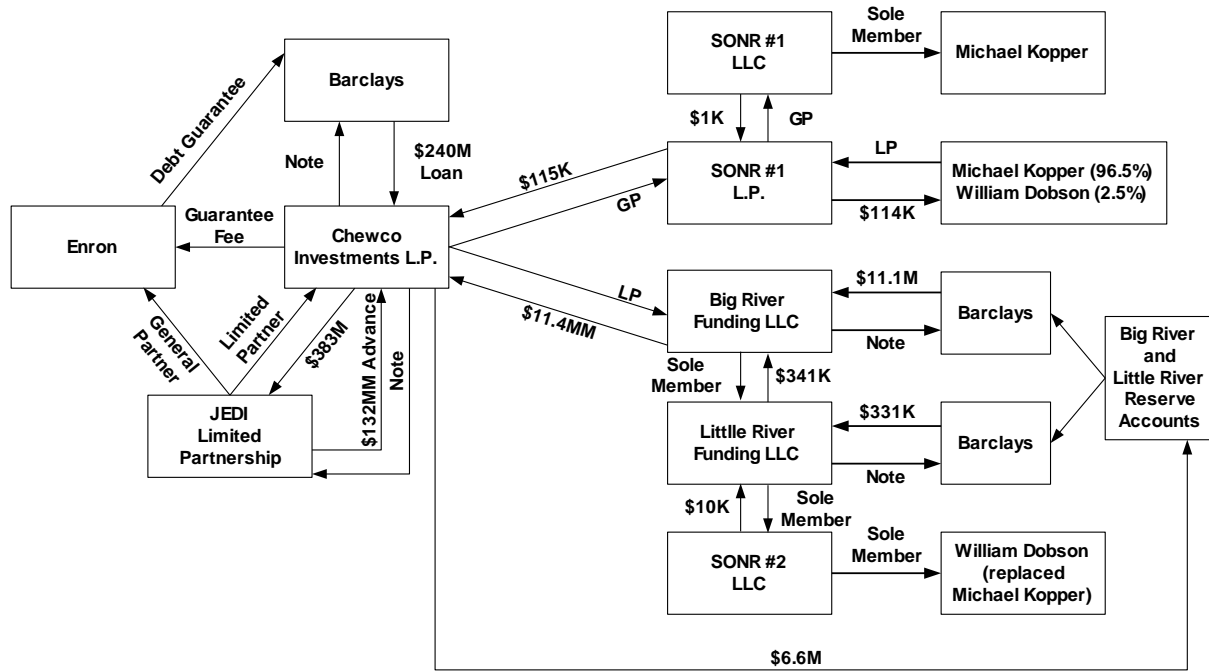 SONR #1
LLC
Sole
Member
Michael Kopper
Barclays
Debt Guarantee
Note
$240M
Loan
$1K
GP
SONR #1
L.P.
LP
$114K
Michael Kopper (96.5%)
William Dobson (2.5%)
$115K
GP
Enron
Guarantee
Fee
Chewco
Investments L.P.
LP
$11.4MM
Big River
Funding LLC
$11.1M
Note
Barclays
General
Partner
Limited
Partner
$383M
$132MM Advance
Note
Sole
Member
$341K
Big River
and
Little River
Reserve
Accounts
JEDI
Limited
Partnership
Littlle River
Funding LLC
$331K
Note
Barclays
$10K
Sole
Member
SONR #2
LLC
Sole
Member
William Dobson
(replaced
Michael Kopper)
$6.6M